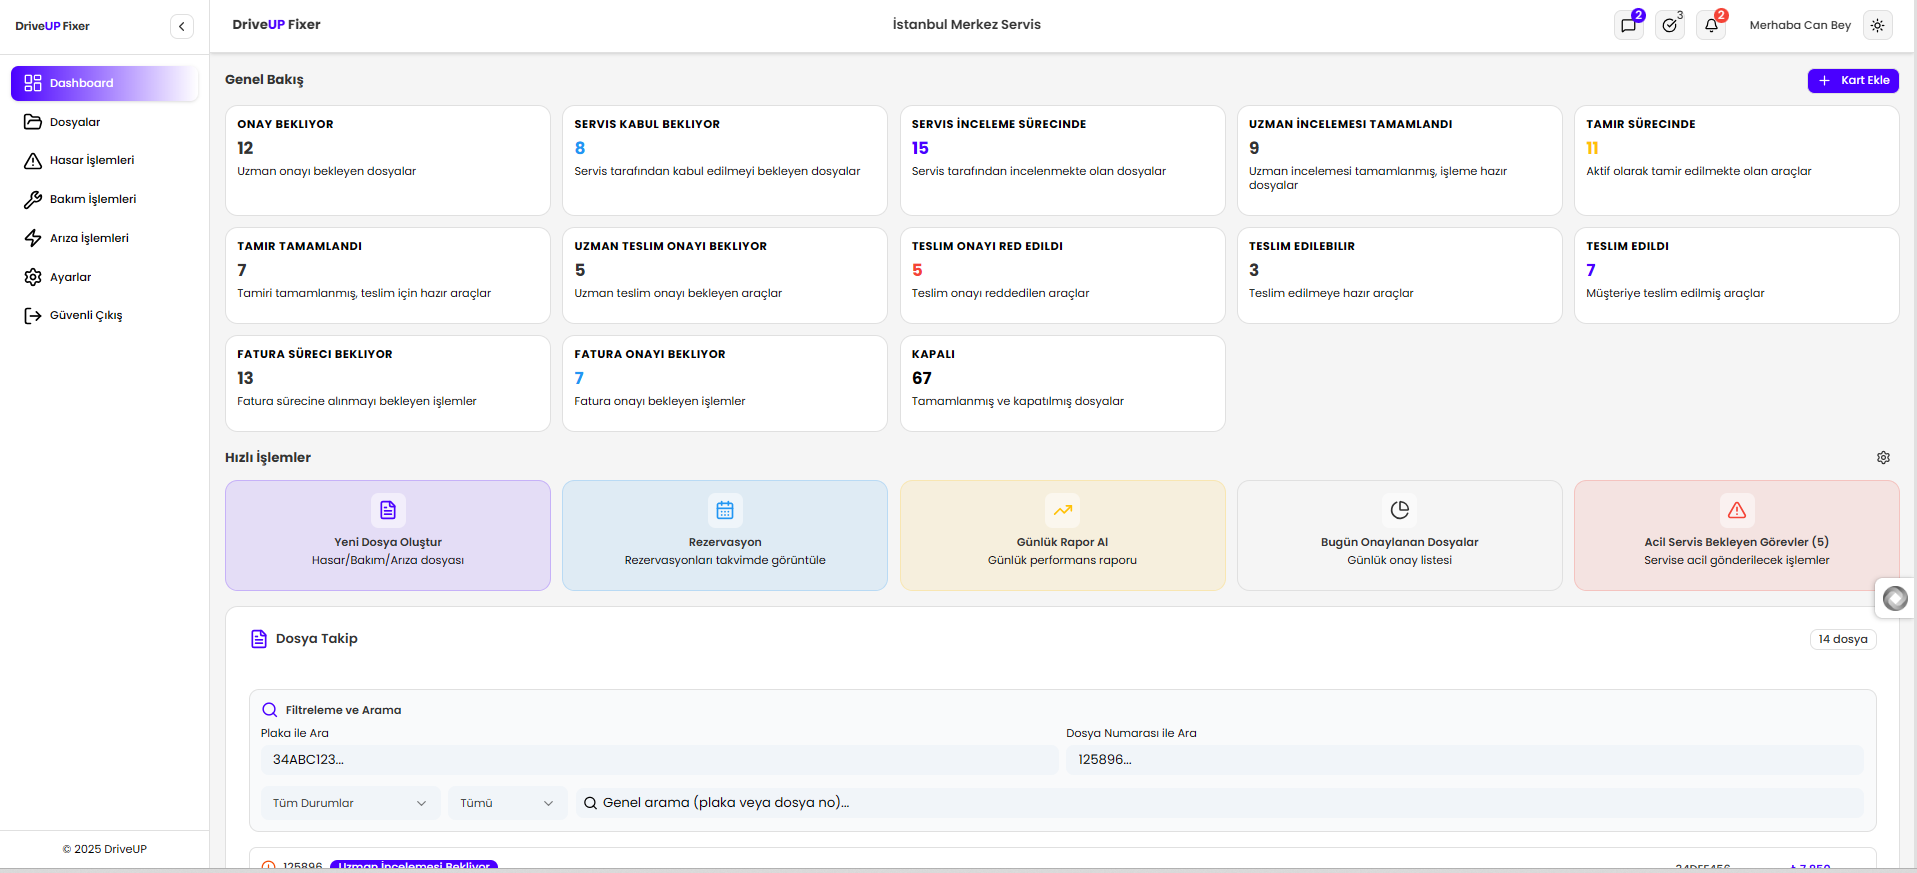 DriveUP Fixer
DriveUP Fixer
İstanbul Merkez Servis
2
3
2
Merhaba Can Bey
Dashboard
Dosyalar
Hasar İşlemleri
Bakım İşlemleri
Arıza İşlemleri
Ayarlar
Güvenli Çıkış
© 2025 DriveUP
Genel Bakış
Kart Ekle
ONAY BEKLIYOR
12
Uzman onayı bekleyen dosyalar
SERVIS KABUL BEKLIYOR
8
Servis tarafından kabul edilmeyi bekleyen dosyalar
SERVIS İNCELEME SÜRECINDE
15
Servis tarafından incelenmekte olan dosyalar
UZMAN İNCELEMESI TAMAMLANDI
9
Uzman incelemesi tamamlanmış, işleme hazır
dosyalar
TAMIR SÜRECINDE
11
Aktif olarak tamir edilmekte olan araçlar
TAMIR TAMAMLANDI
7
Tamiri tamamlanmış, teslim için hazır araçlar
UZMAN TESLIM ONAYI BEKLIYOR
5
Uzman teslim onayı bekleyen araçlar
TESLIM ONAYI RED EDILDI
5
Teslim onayı reddedilen araçlar
TESLIM EDILEBILIR
3
Teslim edilmeye hazır araçlar
TESLIM EDILDI
7
Müşteriye teslim edilmiş araçlar
FATURA SÜRECI BEKLIYOR
13
Fatura sürecine alınmayı bekleyen işlemler
FATURA ONAYI BEKLIYOR
7
Fatura onayı bekleyen işlemler
KAPALI
67
Tamamlanmış ve kapatılmış dosyalar
Hızlı İşlemler
Yeni Dosya Oluştur
Hasar/Bakım/Arıza dosyası
Rezervasyon
Rezervasyonları takvimde görüntüle
Günlük Rapor Al
Günlük performans raporu
Bugün Onaylanan Dosyalar
Günlük onay listesi
Acil Servis Bekleyen Görevler (5)
Servise acil gönderilecek işlemler
Dosya Takip
14 dosya
Filtreleme ve Arama
Plaka ile Ara
34ABC123...
Dosya Numarası ile Ara
125896...
Tüm Durumlar
Tümü
Genel arama (plaka veya dosya no)...
125896
Uzman İncelemesi Bekliyor
34DEF456
₺7.850